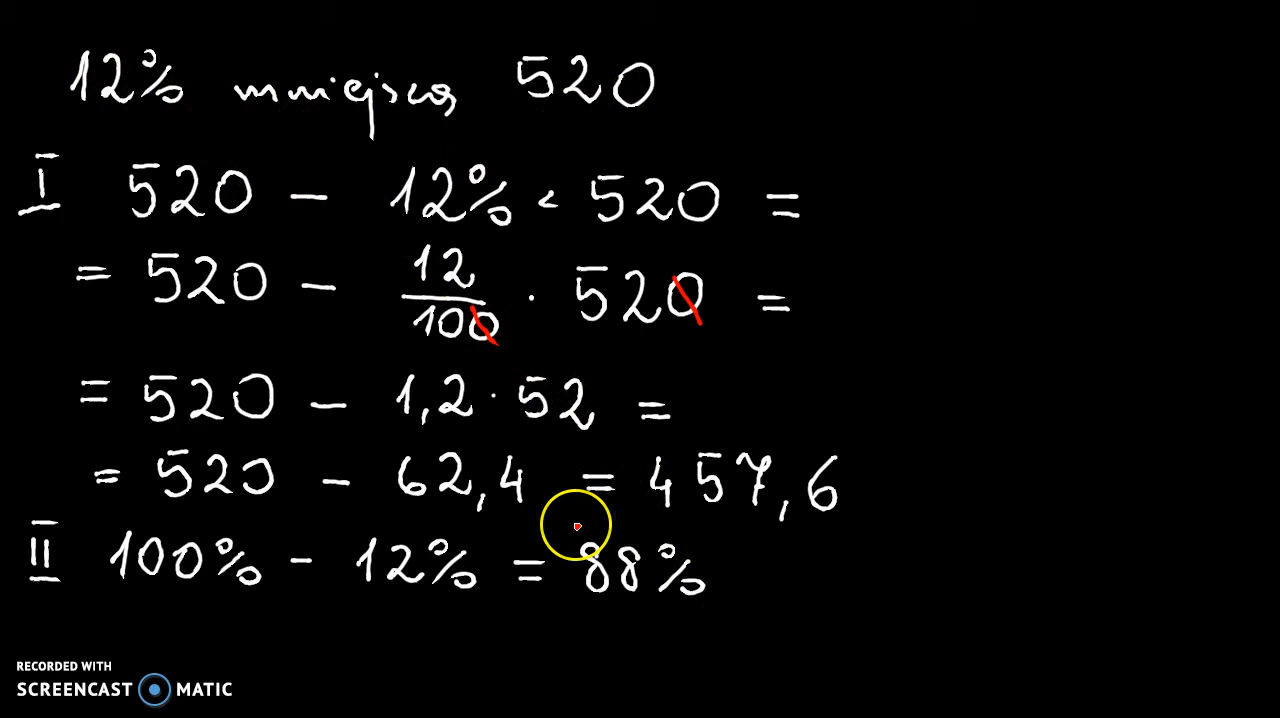 12% mniejsza 520
I 520 - 12% · 520 =
= 520 - 12/100 · 520 =
= 520 - 1,2 · 52 =
= 520 - 62,4 = 457,6
II 100% - 12% = 88%
RECORDED WITH
SCREENCAST MATIC